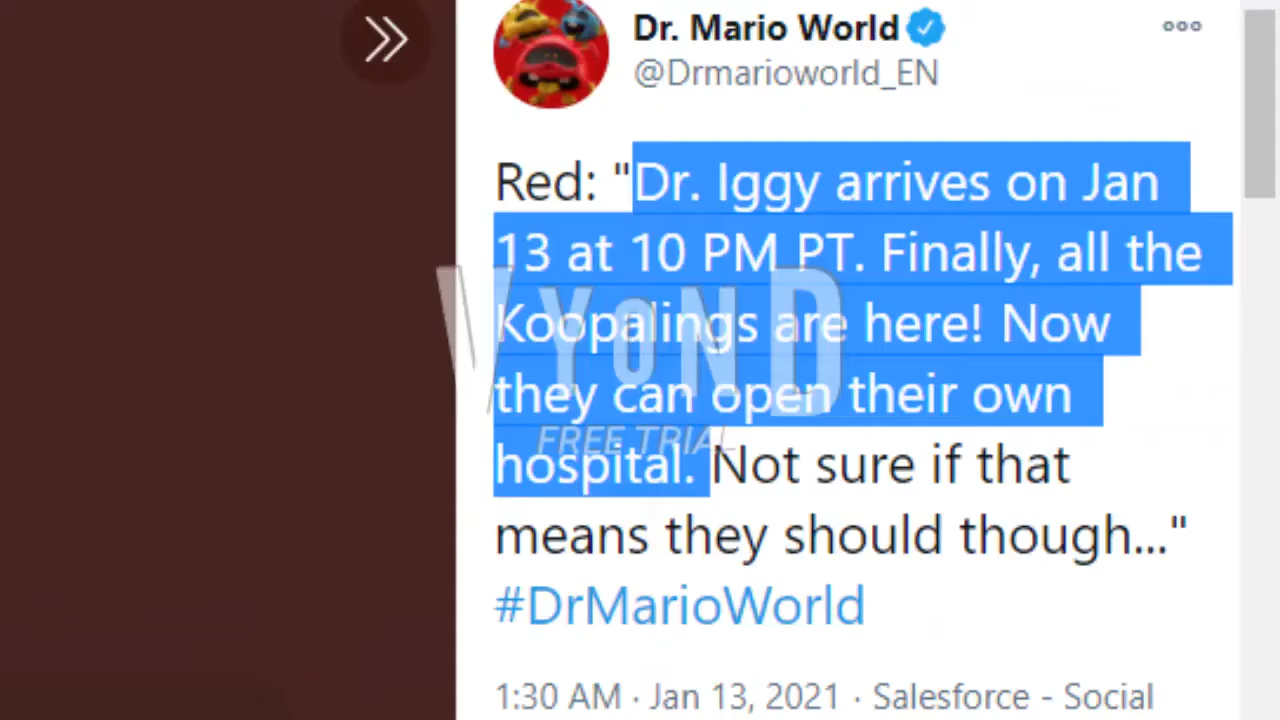 Dr. Mario World
@Drmarioworld_EN
Red: "Dr. Iggy arrives on Jan
13 at 10 PM PT. Finally, all the
Koopalings are here! Now
they can open their own
hospital. Not sure if that
means they should though..."
#DrMarioWorld
1:30 AM · Jan 13, 2021 · Salesforce - Social
VYOND
FREE TRIAL